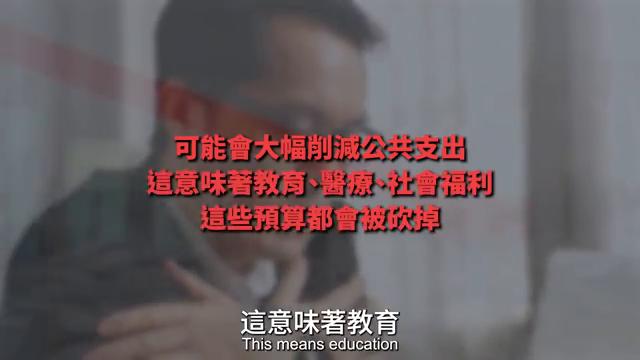 可能會大幅削減公共支出
這意味著教育、醫療、社會福利
這些預算都會被砍掉
這意味著教育
This means education